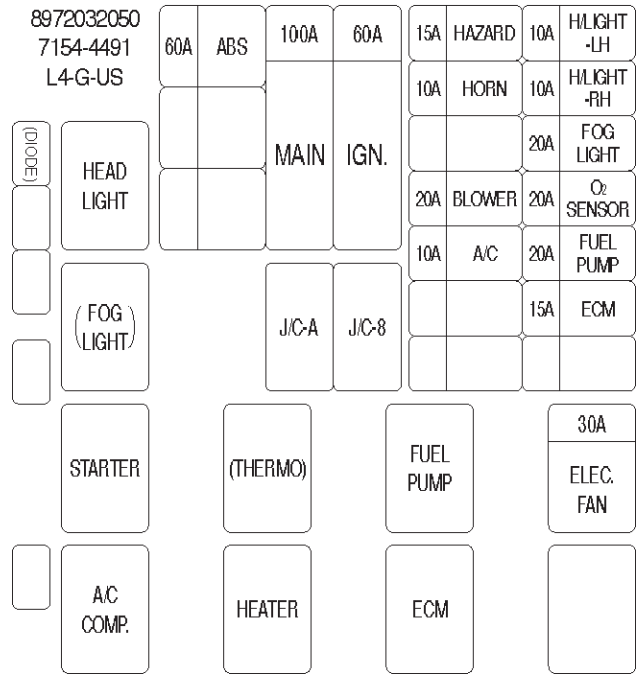 8972032050
7154-4491
L4-G-US
60A ABS
100A
MAIN
60A
IGN.
15A HAZARD
10A H/LIGHT
-LH
10A HORN
10A H/LIGHT
-RH
20A FOG
LIGHT
20A BLOWER
20A O2
SENSOR
10A A/C
20A FUEL
PUMP
15A ECM
(DIODE)
HEAD
LIGHT
(FOG
LIGHT)
J/C-A
J/C-8
STARTER
(THERMO)
FUEL
PUMP
30A
ELEC.
FAN
A/C
COMP.
HEATER
ECM